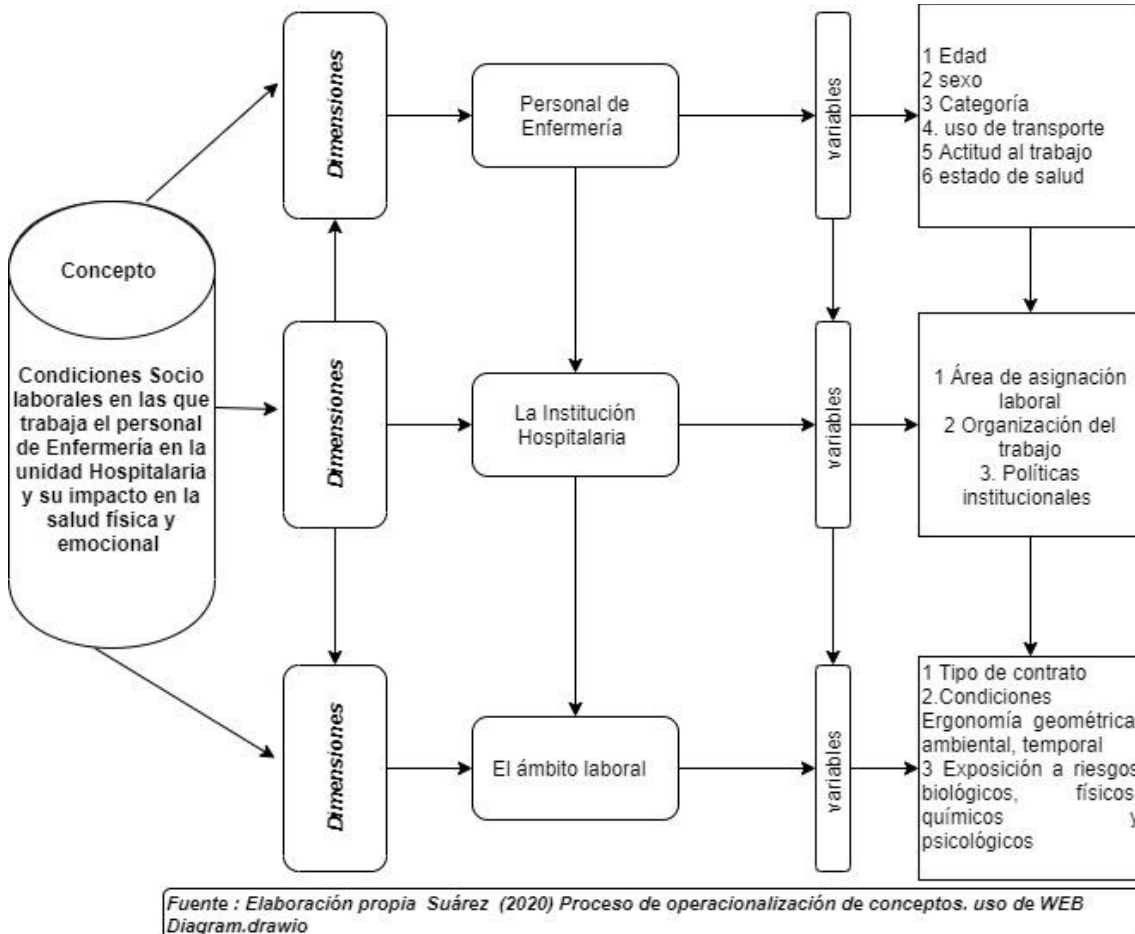 Concepto
Condiciones Socio
laborales en las que
trabaja el personal
de Enfermería en la
unidad Hospitalaria
y su impacto en la
salud física y
emocional
Dimensiones
Personal de
Enfermería
variables
1 Edad
2 sexo
3 Categoría
4. uso de transporte
5 Actitud al trabajo
6 estado de salud
Dimensiones
La Institución
Hospitalaria
variables
1 Área de asignación
laboral
2 Organización del
trabajo
3. Políticas
institucionales
Dimensiones
El ámbito laboral
variables
1 Tipo de contrato
2.Condiciones
Ergonomía geométrica,
ambiental, temporal
3 Exposición a riesgos
biológicos, físicos,
químicos y
psicológicos
Fuente : Elaboración propia Suárez (2020) Proceso de operacionalización de conceptos. uso de WEB
Diagram.drawio